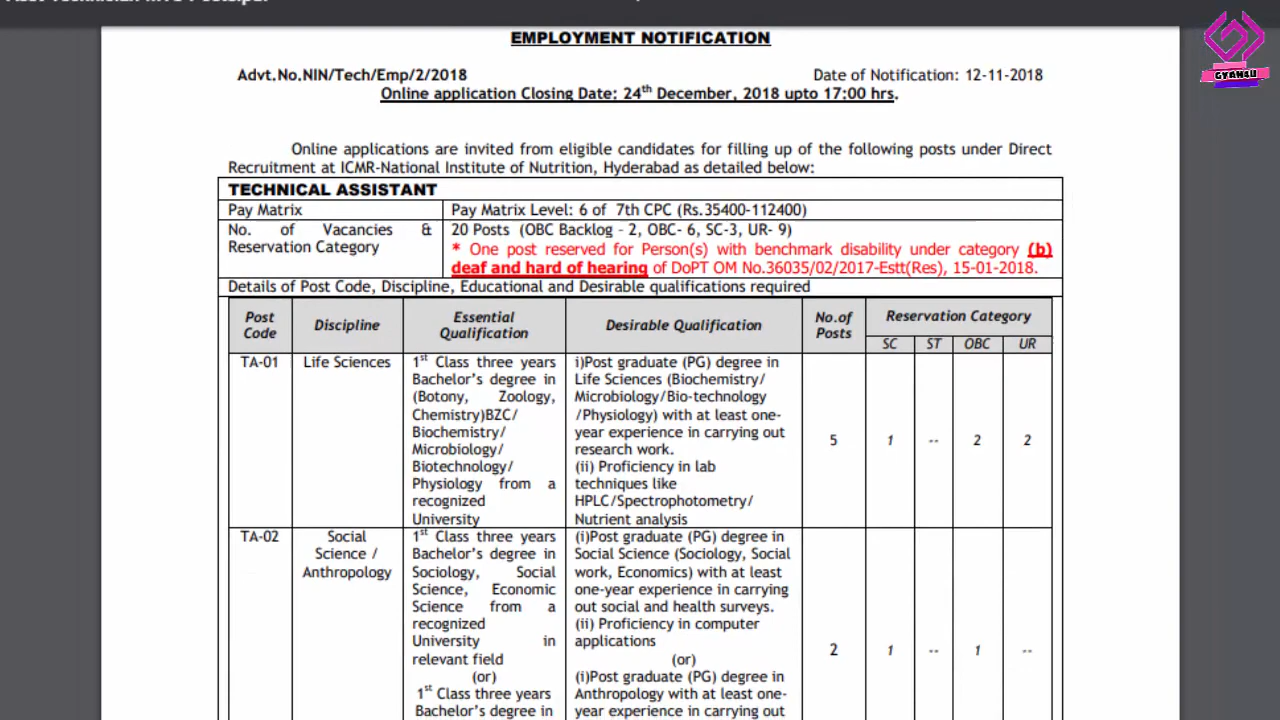 GYAN4U
EMPLOYMENT NOTIFICATION
Advt.No.NIN/Tech/Emp/2/2018 Date of Notification: 12-11-2018
Online application Closing Date: 24th December, 2018 upto 17:00 hrs.
Online applications are invited from eligible candidates for filling up of the following posts under Direct
Recruitment at ICMR-National Institute of Nutrition, Hyderabad as detailed below:
TECHNICAL ASSISTANT
Pay Matrix Pay Matrix Level: 6 of 7th CPC (Rs.35400-112400)
No. of Vacancies &
Reservation Category
20 Posts (OBC Backlog - 2, OBC- 6, SC-3, UR- 9)
* One post reserved for Person(s) with benchmark disability under category (b)
deaf and hard of hearing of DoPT OM No.36035/02/2017-Estt(Res), 15-01-2018.
Details of Post Code, Discipline, Educational and Desirable qualifications required
Post
Code
Discipline
Essential
Qualification
Desirable Qualification
No.of
Posts
Reservation Category
SC ST OBC UR
TA-01
Life Sciences
1st Class three years
Bachelor's degree in
(Botony, Zoology,
Chemistry)BZC/
Biochemistry/
Microbiology/
Biotechnology/
Physiology from a
recognized
University
i)Post graduate (PG) degree in
Life Sciences (Biochemistry/
Microbiology/Bio-technology
/Physiology) with at least one-
year experience in carrying out
research work.
(ii) Proficiency in lab
techniques like
HPLC/Spectrophotometry/
Nutrient analysis
5 1 -- 2 2
TA-02
Social
Science /
Anthropology
1st Class three years
Bachelor's degree in
Sociology, Social
Science, Economic
Science from a
recognized
University in
relevant field
(or)
1st Class three years
Bachelor's degree in
(i)Post graduate (PG) degree in
Social Science (Sociology, Social
work, Economics) with at least
one-year experience in carrying
out social and health surveys.
(ii) Proficiency in computer
applications
(or)
(i)Post graduate (PG) degree in
Anthropology with at least one-
year experience in carrying out
2 1 -- 1 --